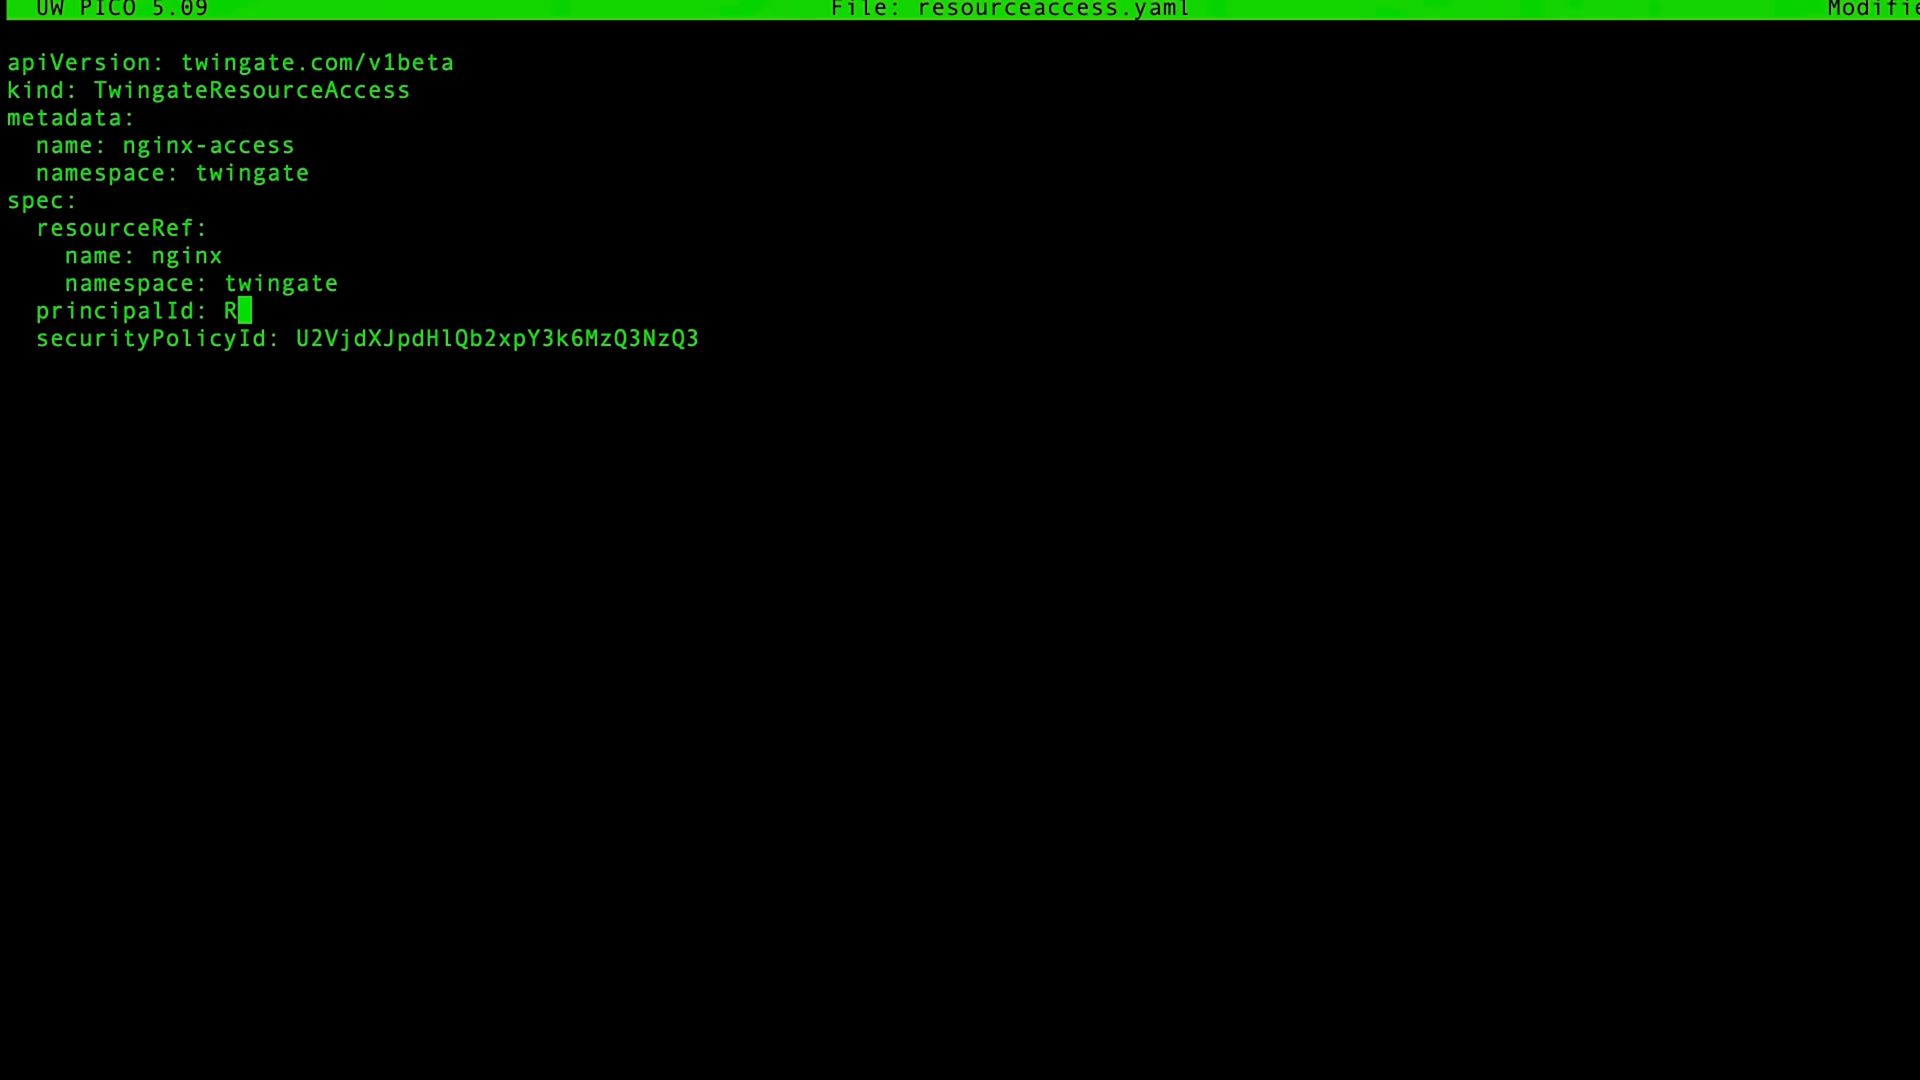 UW PICO 5.09 File: resourceaccess.yaml Modifie
apiVersion: twingate.com/v1beta
kind: TwingateResourceAccess
metadata:
  name: nginx-access
  namespace: twingate
spec:
  resourceRef:
    name: nginx
    namespace: twingate
  principalId: R
  securityPolicyId: U2VjdXJpdHlQb2xpY3k6MzQ3NzQ3